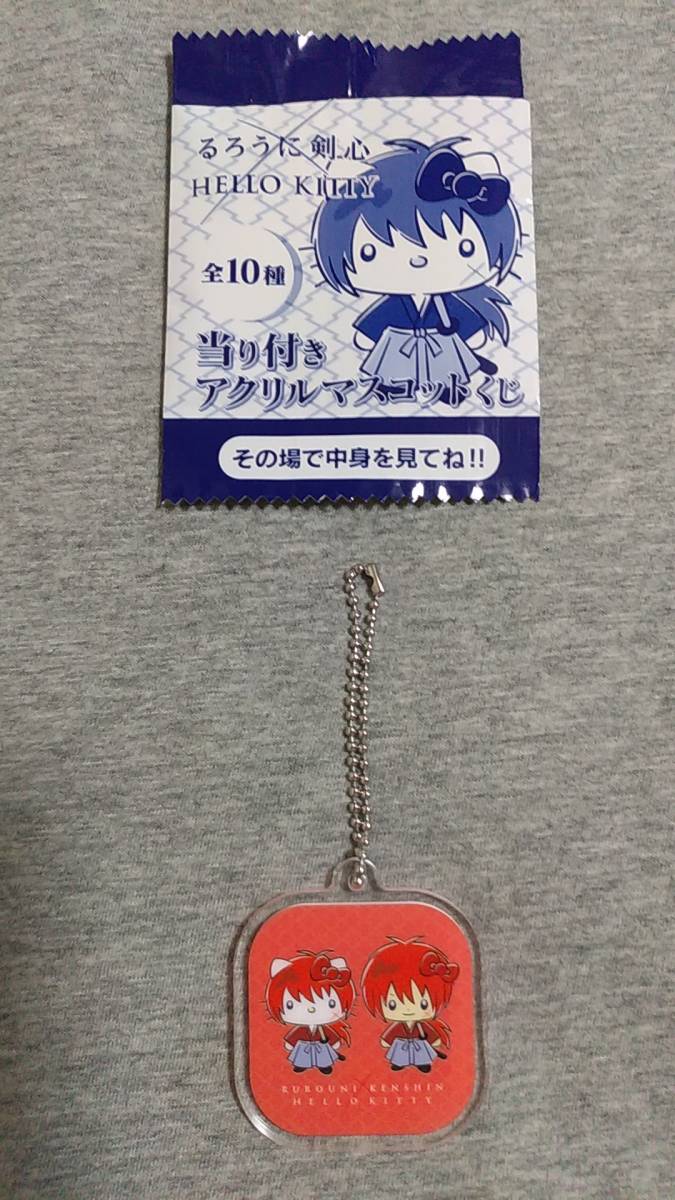 るろうに剣心
HELLO KITTY
全10種
当り付き
アクリルマスコットくじ
その場で中身を見てね!!
RUROUNI KENSHIN
HELLO KITTY